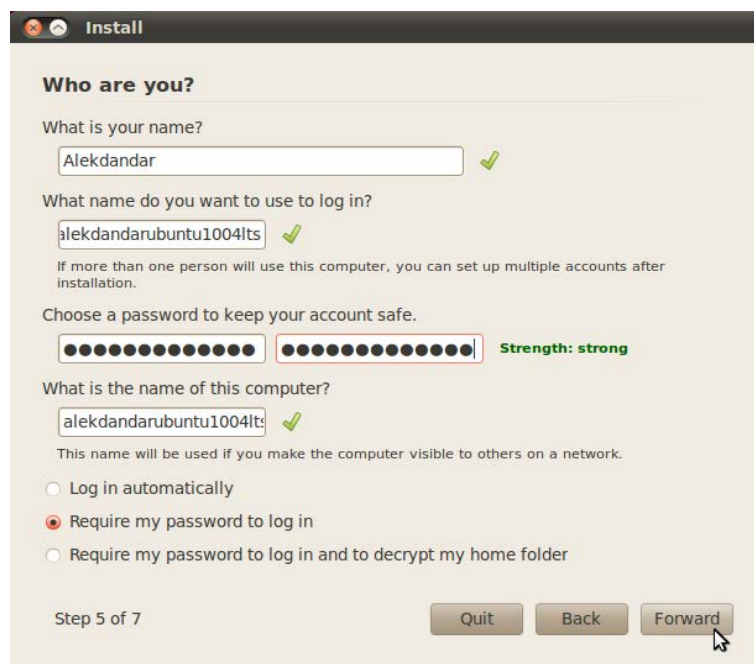 Install
Who are you?
What is your name?
Alekdandar
What name do you want to use to log in?
alekdandarubuntu1004lts
If more than one person will use this computer, you can set up multiple accounts after
installation.
Choose a password to keep your account safe.
●●●●●●●●●●●●● ●●●●●●●●●●●●● Strength: strong
What is the name of this computer?
alekdandarubuntu1004lts
This name will be used if you make the computer visible to others on a network.
Log in automatically
Require my password to log in
Require my password to log in and to decrypt my home folder
Step 5 of 7 Quit Back Forward